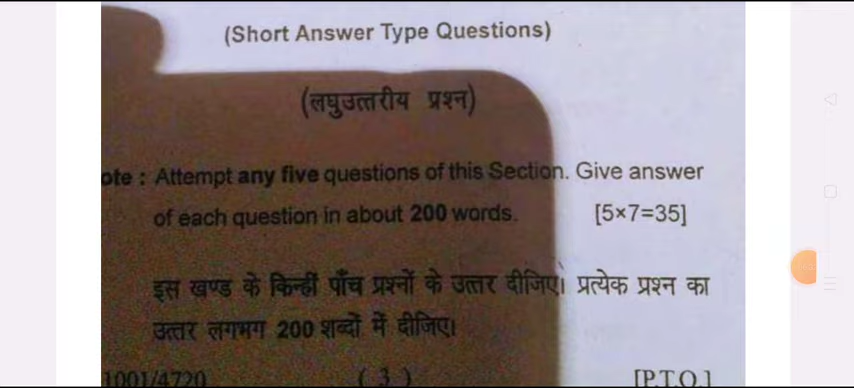 (Short Answer Type Questions)
(लघुउत्तरीय प्रश्न)
ote : Attempt any five questions of this Section. Give answer
of each question in about 200 words. [5×7=35]
इस खण्ड के किन्हीं पाँच प्रश्नों के उत्तर दीजिए। प्रत्येक प्रश्न का
उत्तर लगभग 200 शब्दों में दीजिए।
1001/4720 ( 3 ) [P.T.O.]